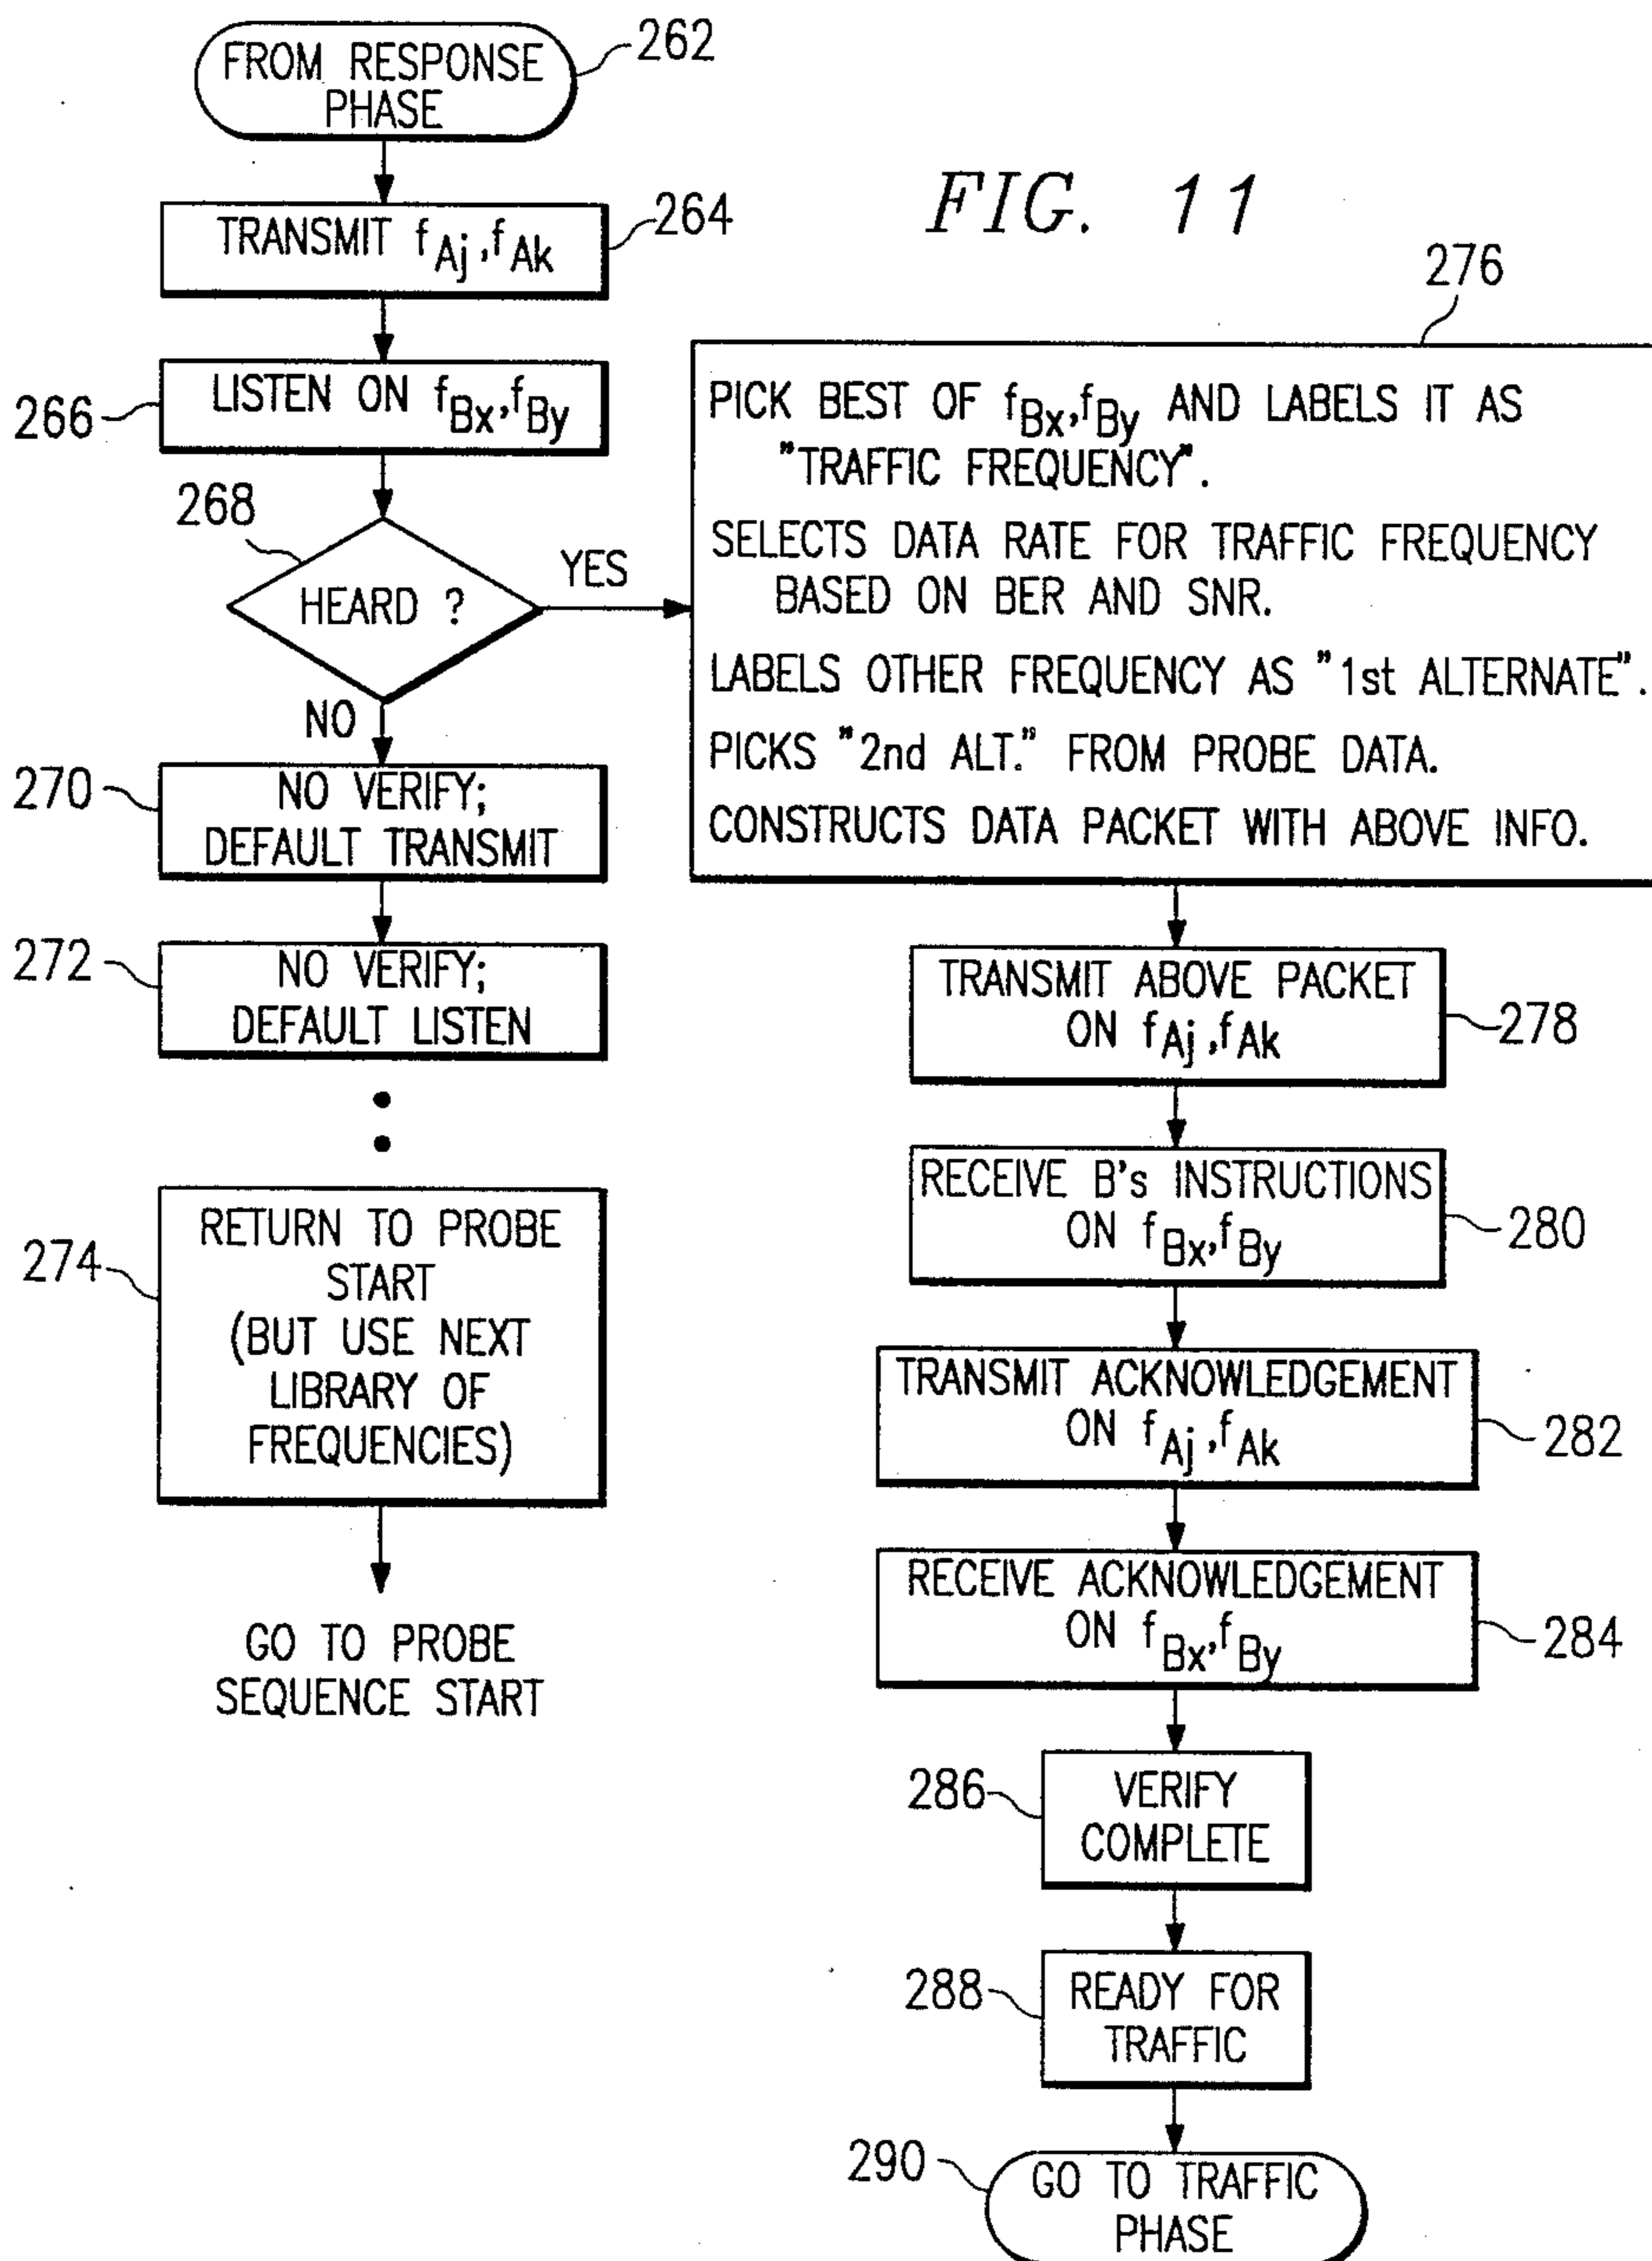 FROM RESPONSE
PHASE
262
TRANSMIT fAj,fAk
264
FIG. 11
LISTEN ON fBx,fBy
266
268
HEARD ?
YES
NO
276
PICK BEST OF fBx,fBy AND LABELS IT AS
"TRAFFIC FREQUENCY".
SELECTS DATA RATE FOR TRAFFIC FREQUENCY
BASED ON BER AND SNR.
LABELS OTHER FREQUENCY AS "1st ALTERNATE".
PICKS "2nd ALT." FROM PROBE DATA.
CONSTRUCTS DATA PACKET WITH ABOVE INFO.
270
NO VERIFY;
DEFAULT TRANSMIT
272
NO VERIFY;
DEFAULT LISTEN
274
RETURN TO PROBE
START
(BUT USE NEXT
LIBRARY OF
FREQUENCIES)
GO TO PROBE
SEQUENCE START
TRANSMIT ABOVE PACKET
ON fAj,fAk
278
RECEIVE B's INSTRUCTIONS
ON fBx,fBy
280
TRANSMIT ACKNOWLEDGEMENT
ON fAj,fAk
282
RECEIVE ACKNOWLEDGEMENT
ON fBx,fBy
284
286
VERIFY
COMPLETE
288
READY FOR
TRAFFIC
290
GO TO TRAFFIC
PHASE